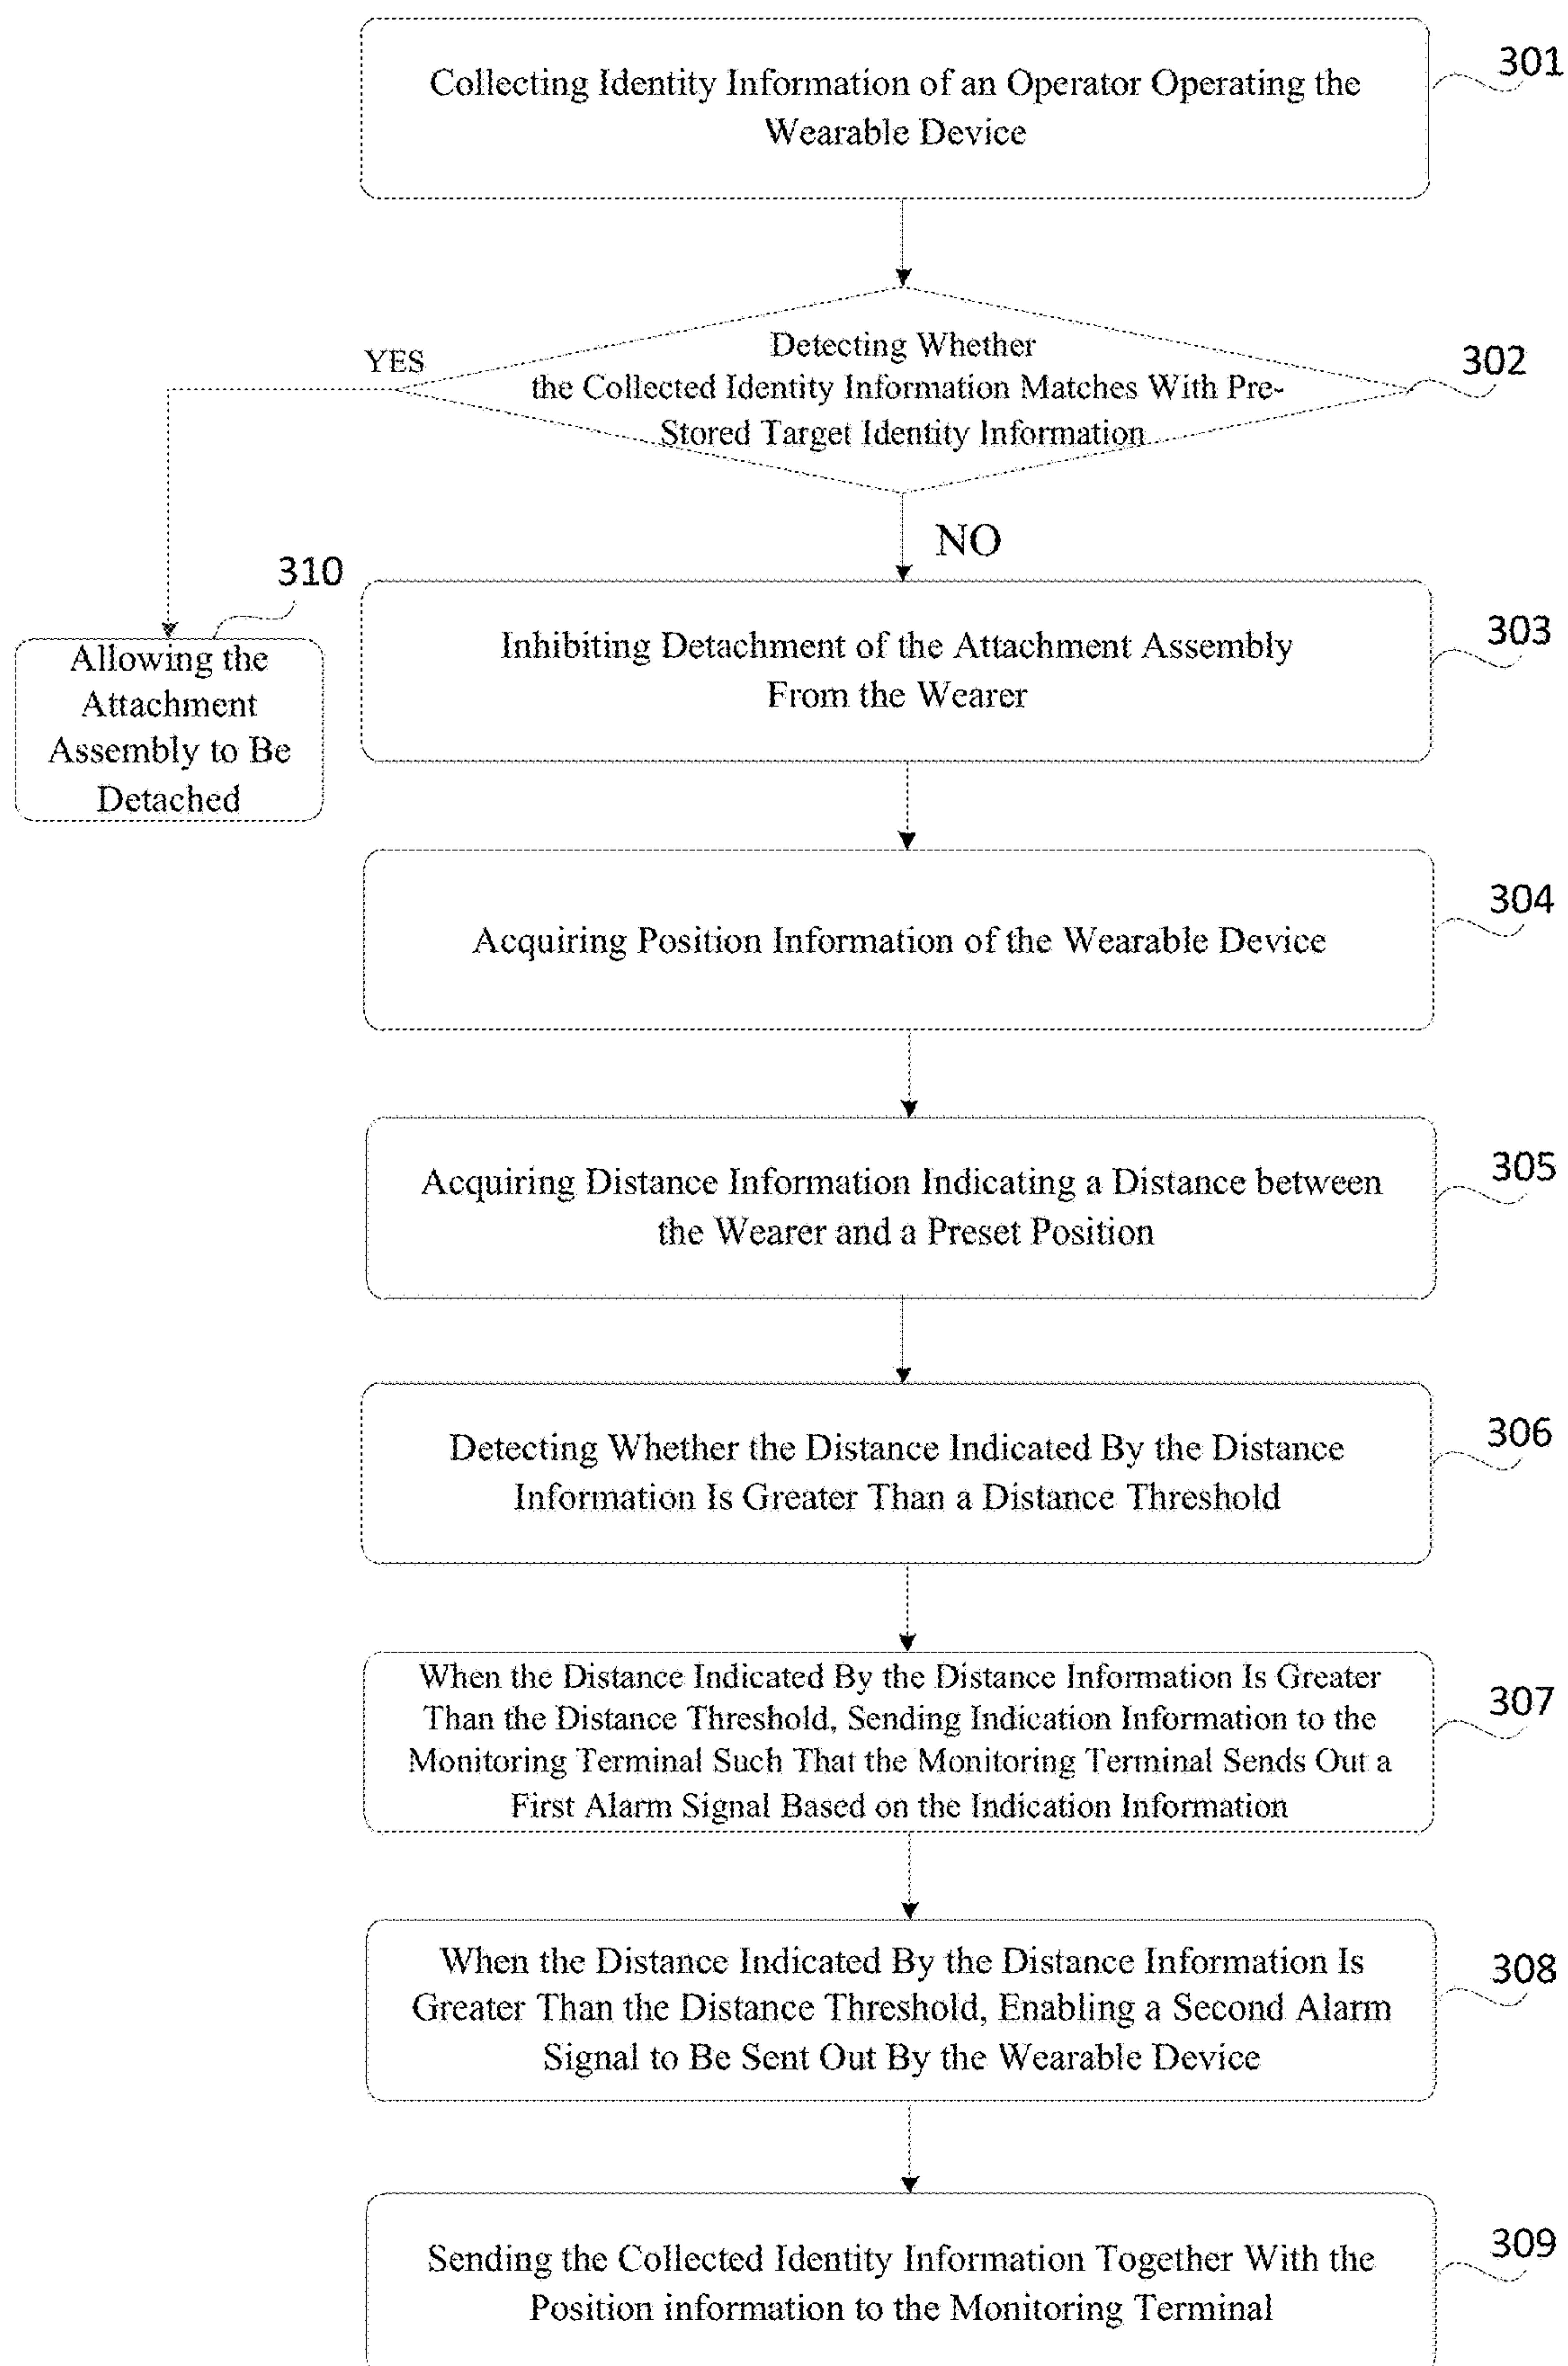 Collecting Identity Information of an Operator Operating the
Wearable Device
301
Detecting Whether
the Collected Identity Information Matches With Pre-
Stored Target Identity Information
302
YES
NO
310
Allowing the
Attachment
Assembly to Be
Detached
Inhibiting Detachment of the Attachment Assembly
From the Wearer
303
Acquiring Position Information of the Wearable Device
304
Acquiring Distance Information Indicating a Distance between
the Wearer and a Preset Position
305
Detecting Whether the Distance Indicated By the Distance
Information Is Greater Than a Distance Threshold
306
When the Distance Indicated By the Distance Information Is Greater
Than the Distance Threshold, Sending Indication Information to the
Monitoring Terminal Such That the Monitoring Terminal Sends Out a
First Alarm Signal Based on the Indication Information
307
When the Distance Indicated By the Distance Information Is
Greater Than the Distance Threshold, Enabling a Second Alarm
Signal to Be Sent Out By the Wearable Device
308
Sending the Collected Identity Information Together With the
Position information to the Monitoring Terminal
309